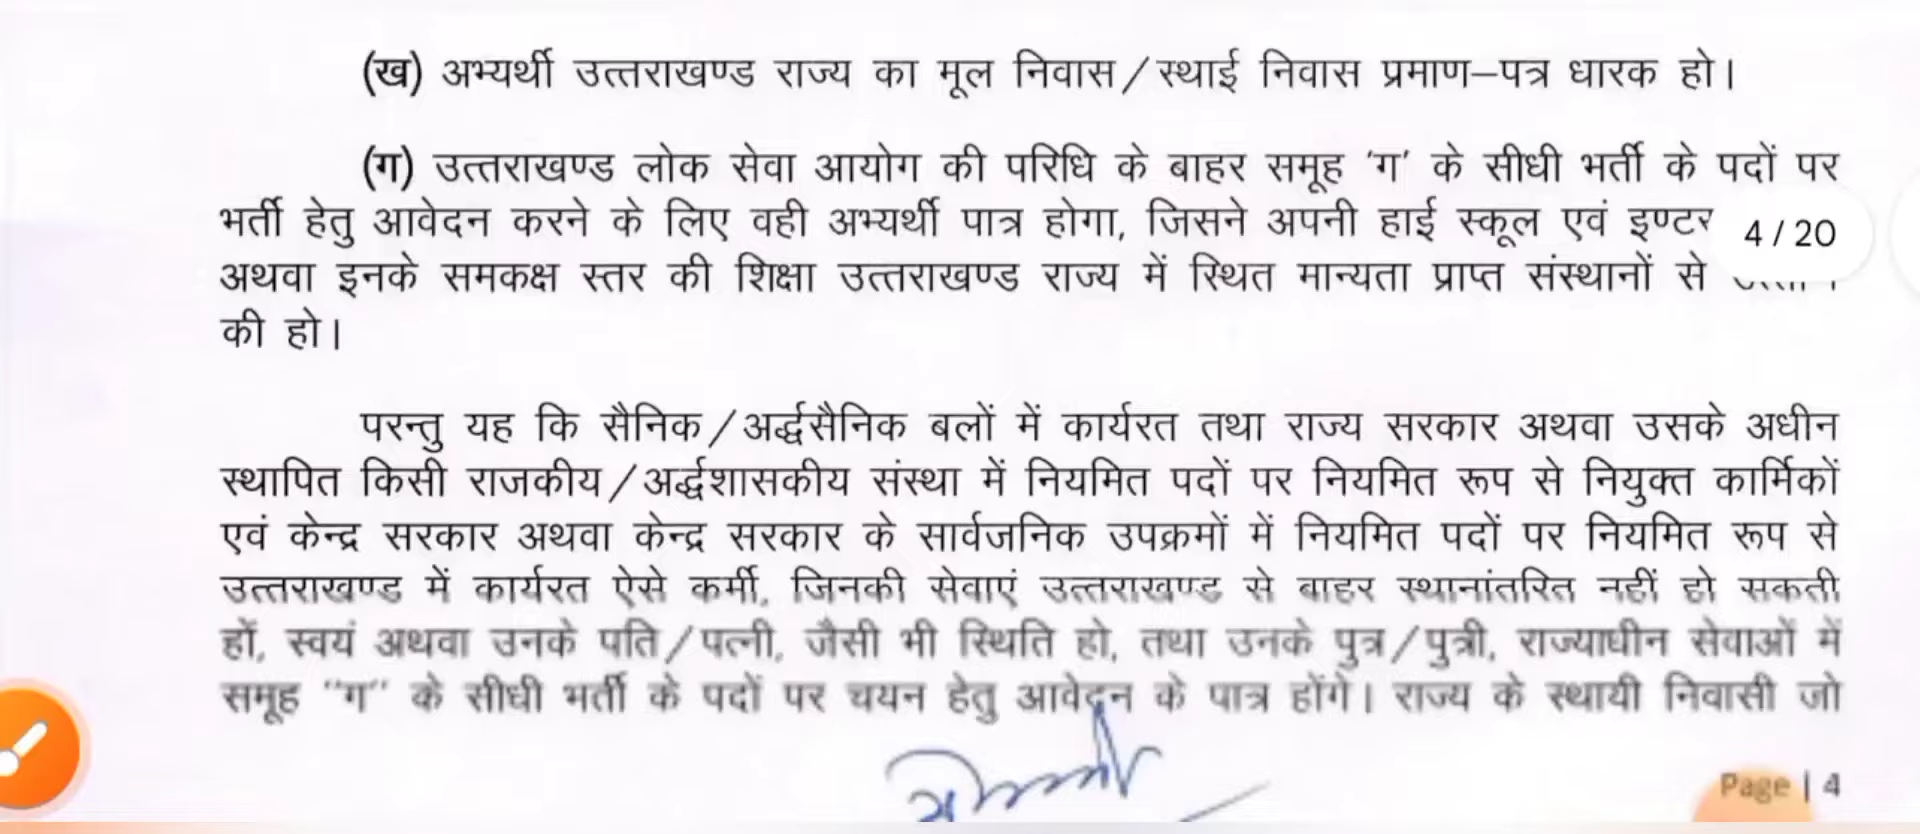 (ख) अभ्यर्थी उत्तराखण्ड राज्य का मूल निवास/स्थाई निवास प्रमाण–पत्र धारक हो।
(ग) उत्तराखण्ड लोक सेवा आयोग की परिधि के बाहर समूह 'ग' के सीधी भर्ती के पदों पर
भर्ती हेतु आवेदन करने के लिए वही अभ्यर्थी पात्र होगा, जिसने अपनी हाई स्कूल एवं इण्टर
4 / 20
अथवा इनके समकक्ष स्तर की शिक्षा उत्तराखण्ड राज्य में स्थित मान्यता प्राप्त संस्थानों से
की हो।
परन्तु यह कि सैनिक/अर्द्धसैनिक बलों में कार्यरत तथा राज्य सरकार अथवा उसके अधीन
स्थापित किसी राजकीय/अर्द्धशासकीय संस्था में नियमित पदों पर नियमित रूप से नियुक्त कार्मिकों
एवं केन्द्र सरकार अथवा केन्द्र सरकार के सार्वजनिक उपक्रमों में नियमित पदों पर नियमित रूप से
उत्तराखण्ड में कार्यरत ऐसे कर्मी, जिनकी सेवाएं उत्तराखण्ड से बाहर स्थानांतरित नहीं हो सकती
हों, स्वयं अथवा उनके पति/पत्नी, जैसी भी स्थिति हो, तथा उनके पुत्र/पुत्री, राज्याधीन सेवाओं में
समूह "ग" के सीधी भर्ती के पदों पर चयन हेतु आवेदन के पात्र होंगे। राज्य के स्थायी निवासी जो
Page | 4